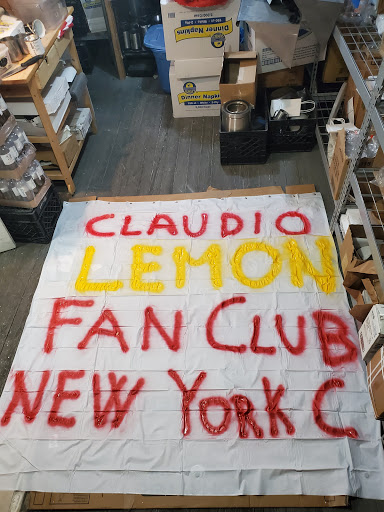 Dinner Napkins
Dinner Napkins
CLAUDIO
LEMON
FAN CLUB
NEW YORK C